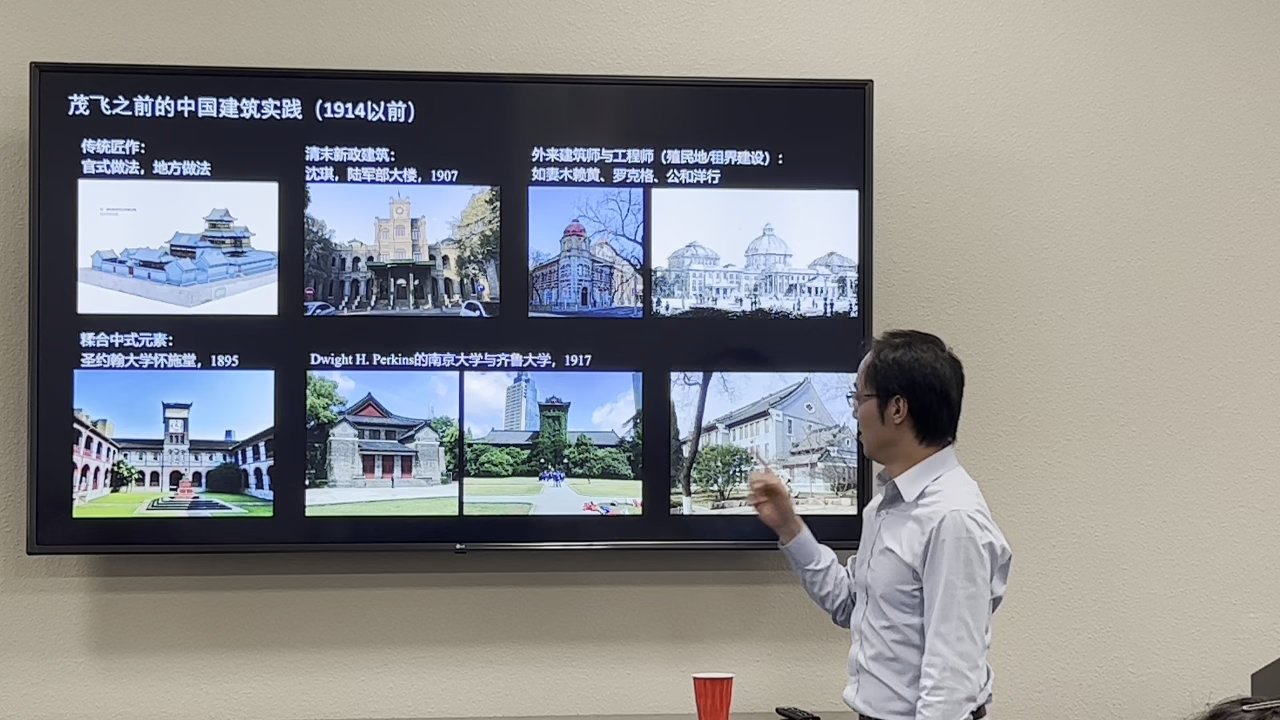 茂飞之前的中国建筑实践（1914以前）
传统匠作：
官式做法，地方做法
清末新政建筑：
沈琪，陆军部大楼，1907
外来建筑师与工程师（殖民地/租界建设）：
如妻木赖黄、罗克格、公和洋行
糅合中式元素：
圣约翰大学怀施堂，1895
Dwight H. Perkins的南京大学与齐鲁大学，1917
LG